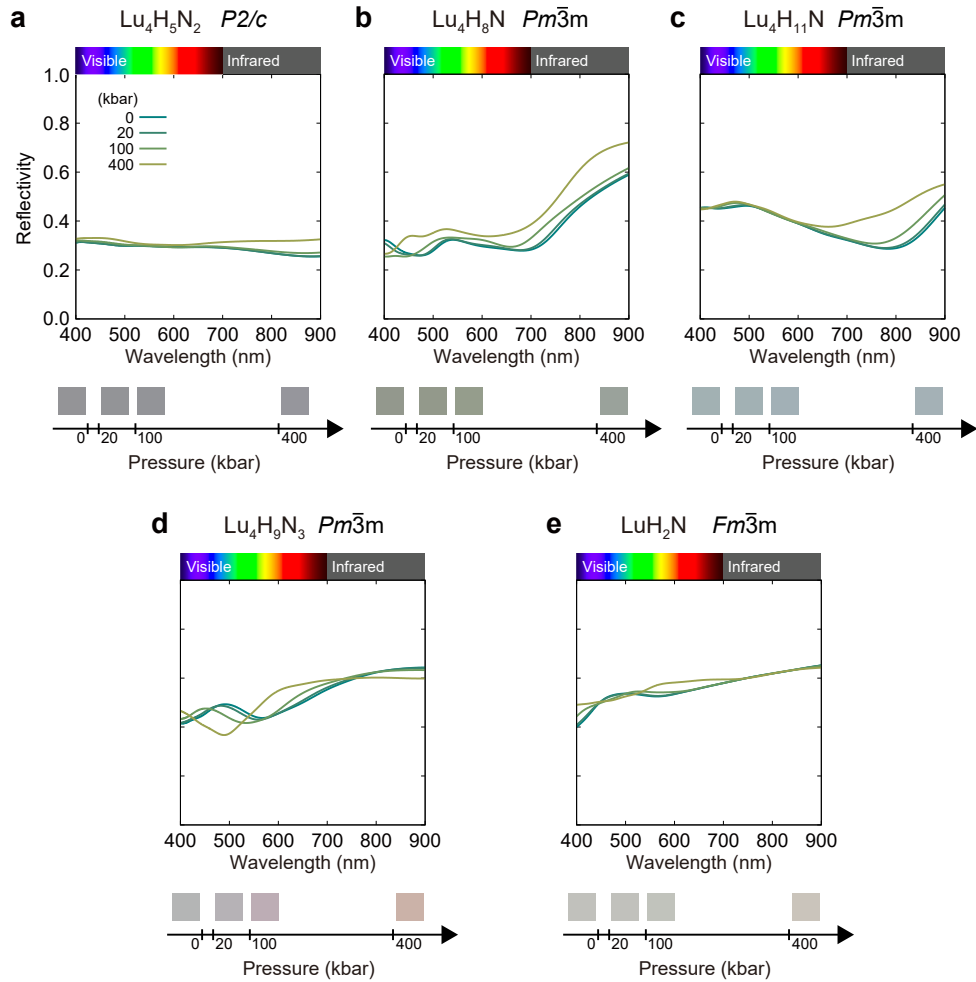 a Lu₄H₅N₂ P2/c
Visible Infrared
1.0
0.8
0.6
0.4
0.2
0.0
Reflectivity
(kbar)
0
20
100
400
400 500 600 700 800 900
Wavelength (nm)
0 20 100 400
Pressure (kbar)
b Lu₄H₈N Pm3̅m
Visible Infrared
400 500 600 700 800 900
Wavelength (nm)
0 20 100 400
Pressure (kbar)
c Lu₄H₁₁N Pm3̅m
Visible Infrared
400 500 600 700 800 900
Wavelength (nm)
0 20 100 400
Pressure (kbar)
d Lu₄H₉N₃ Pm3̅m
Visible Infrared
400 500 600 700 800 900
Wavelength (nm)
0 20 100 400
Pressure (kbar)
e LuH₂N Fm3̅m
Visible Infrared
400 500 600 700 800 900
Wavelength (nm)
0 20 100 400
Pressure (kbar)